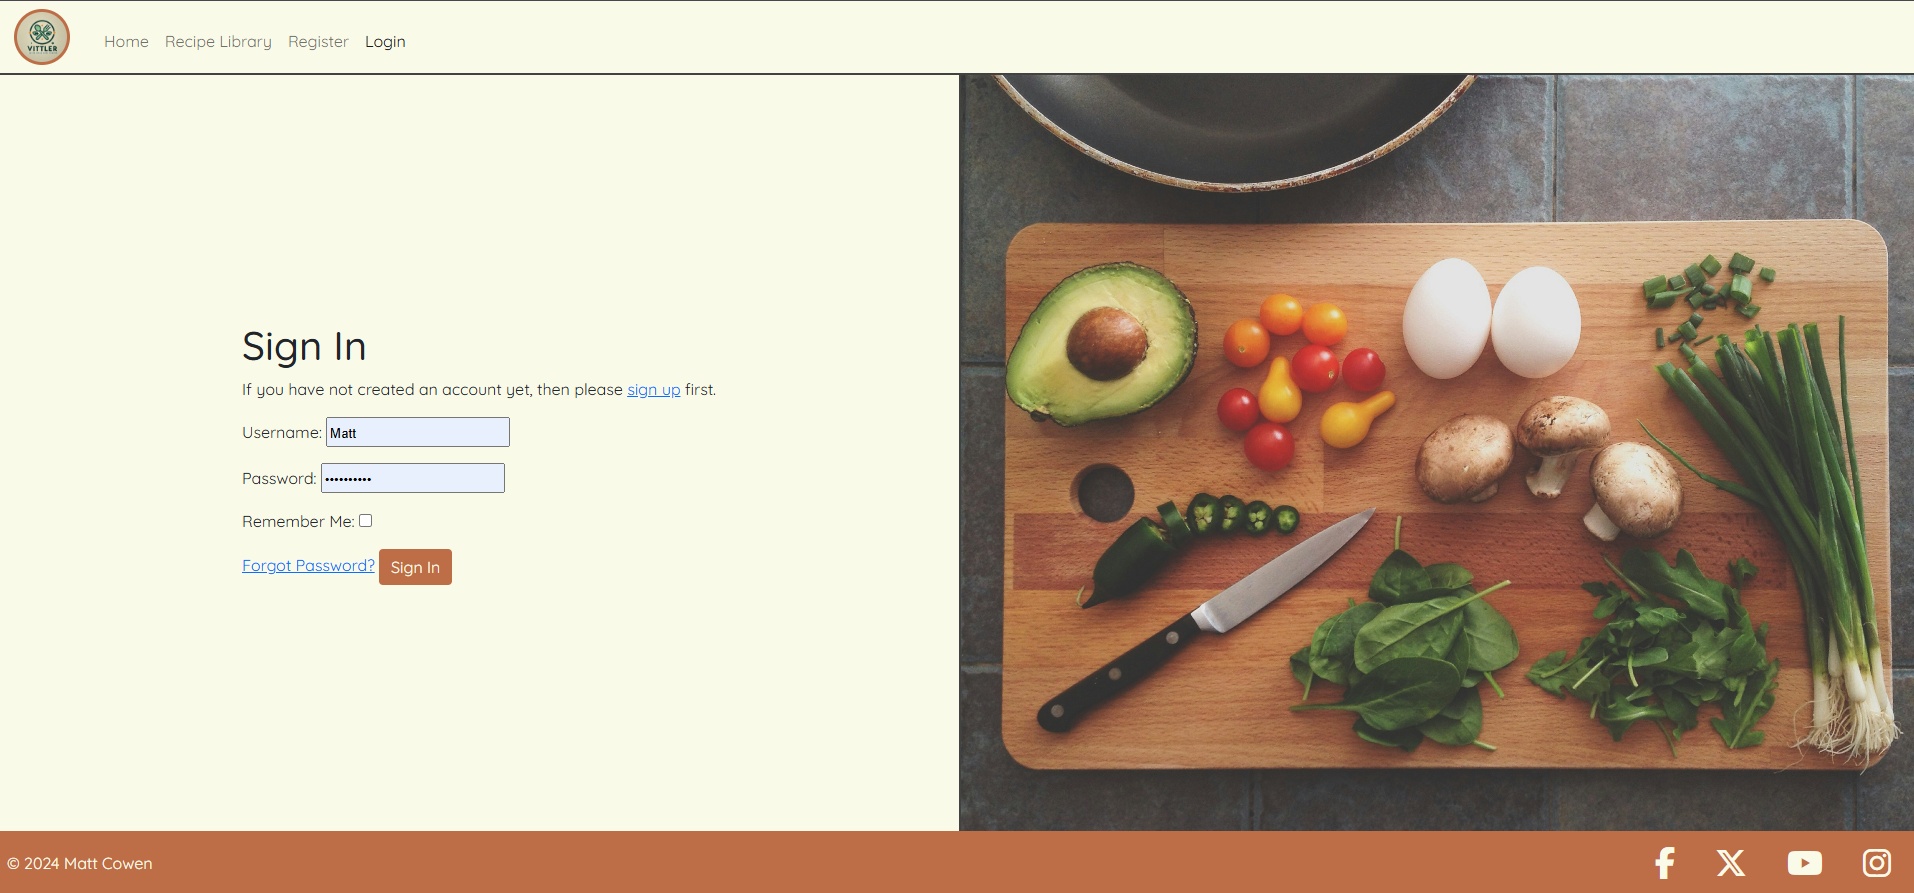 VITTLER
Home Recipe Library Register Login
Sign In
If you have not created an account yet, then please sign up first.
Username: Matt
Password: ••••••••••
Remember Me:
Forgot Password? Sign In
© 2024 Matt Cowen